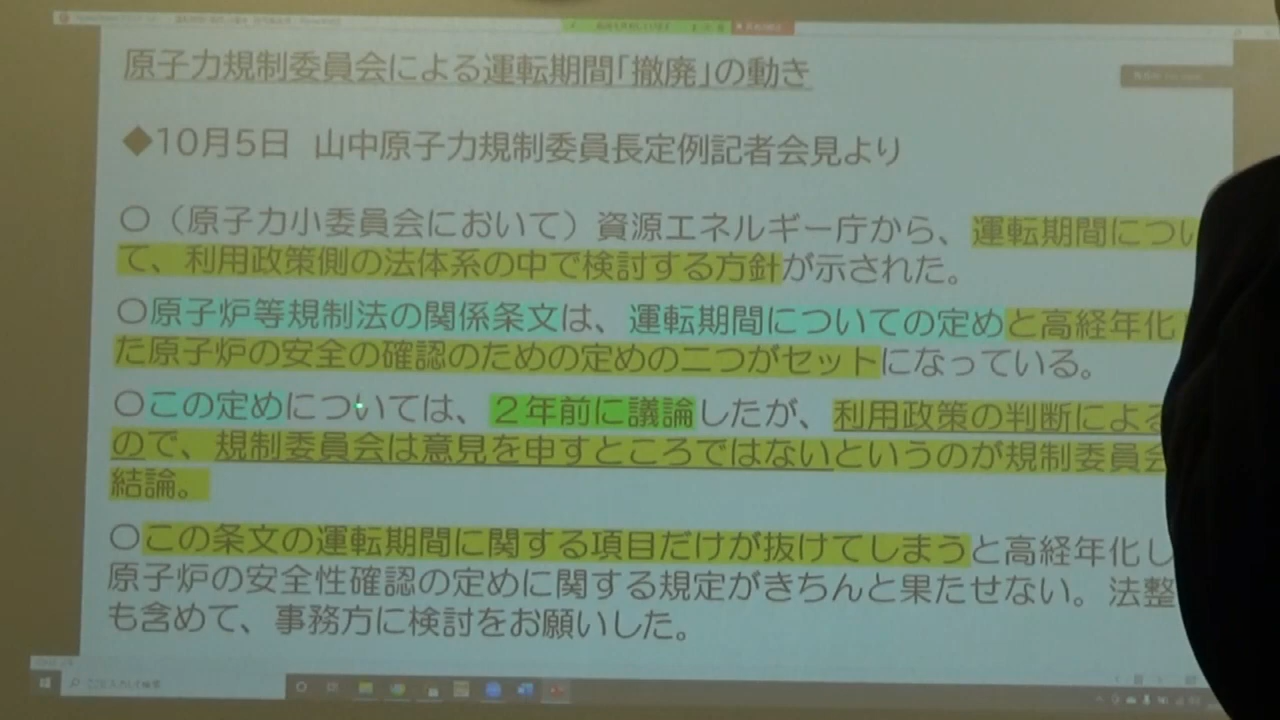 原子力規制委員会による運転期間「撤廃」の動き
◆10月5日 山中原子力規制委員長定例記者会見より
○（原子力小委員会において）資源エネルギー庁から、運転期間につい
て、利用政策側の法体系の中で検討する方針が示された。
○原子炉等規制法の関係条文は、運転期間についての定めと高経年化
た原子炉の安全の確認のための定めの二つがセットになっている。
○この定めについては、２年前に議論したが、利用政策の判断による
ので、規制委員会は意見を申すところではないというのが規制委員会
結論。
○この条文の運転期間に関する項目だけが抜けてしまうと高経年化し
原子炉の安全性確認の定めに関する規定がきちんと果たせない。法整
も含めて、事務方に検討をお願いした。
ここに入力して検索